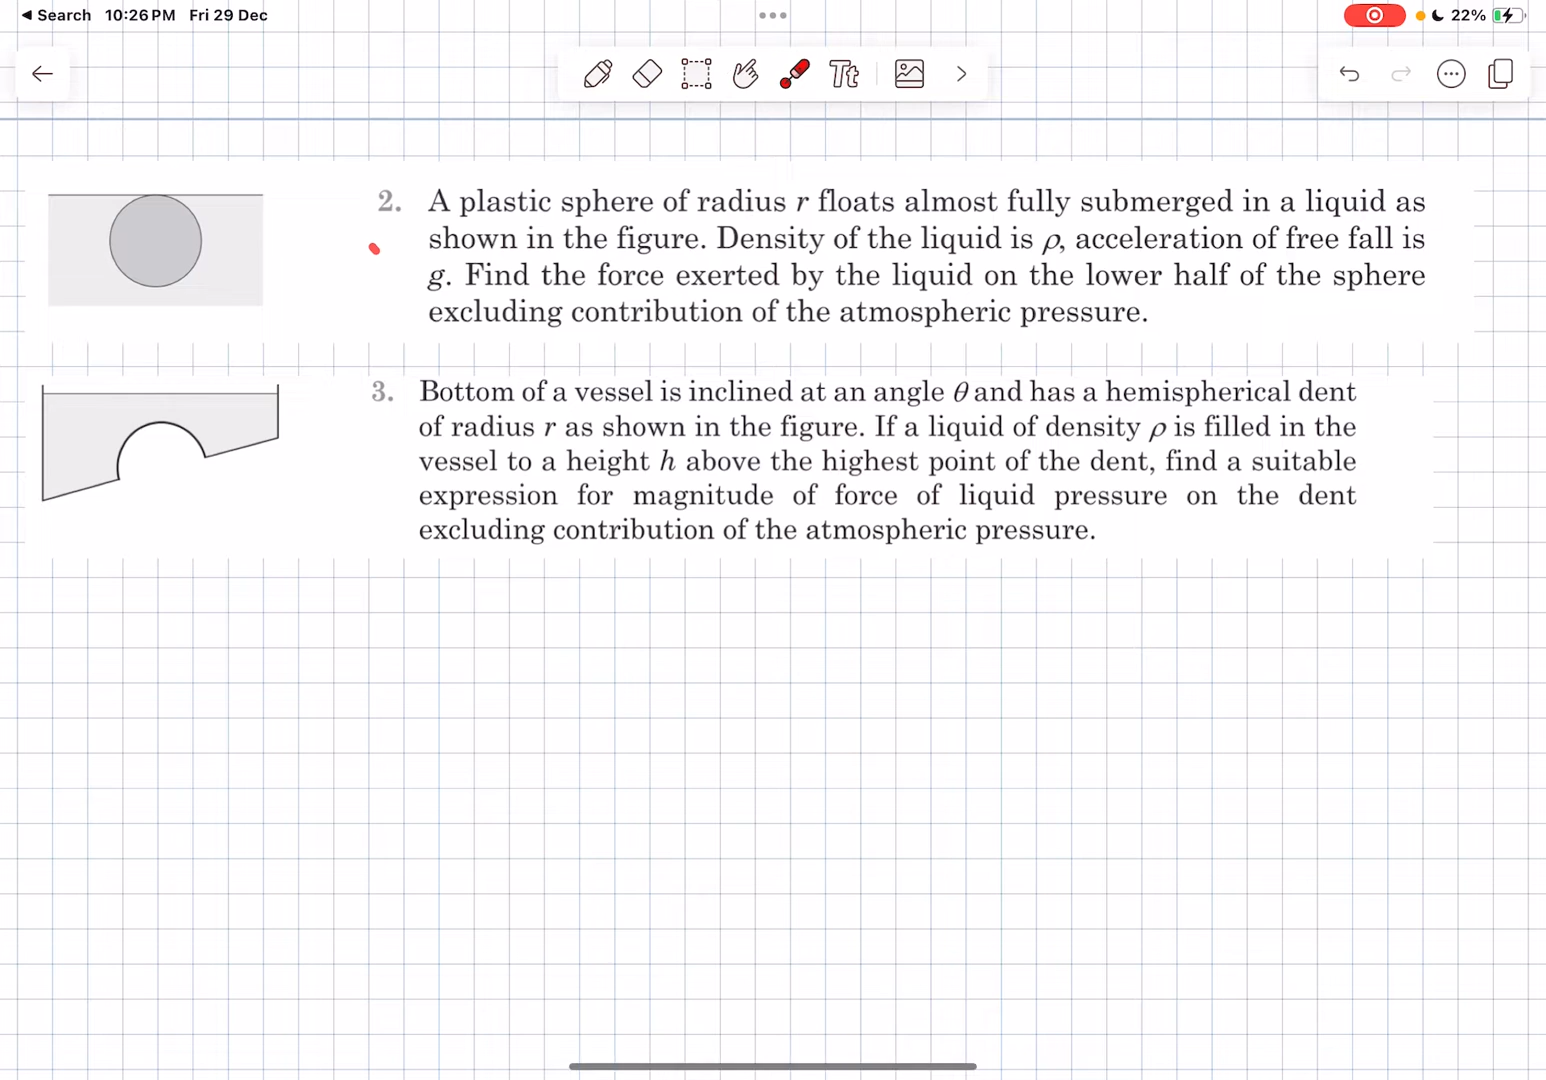 ◀ Search 10:26 PM Fri 29 Dec
22%
Tt
2. A plastic sphere of radius r floats almost fully submerged in a liquid as
shown in the figure. Density of the liquid is ρ, acceleration of free fall is
g. Find the force exerted by the liquid on the lower half of the sphere
excluding contribution of the atmospheric pressure.
3. Bottom of a vessel is inclined at an angle θ and has a hemispherical dent
of radius r as shown in the figure. If a liquid of density ρ is filled in the
vessel to a height h above the highest point of the dent, find a suitable
expression for magnitude of force of liquid pressure on the dent
excluding contribution of the atmospheric pressure.